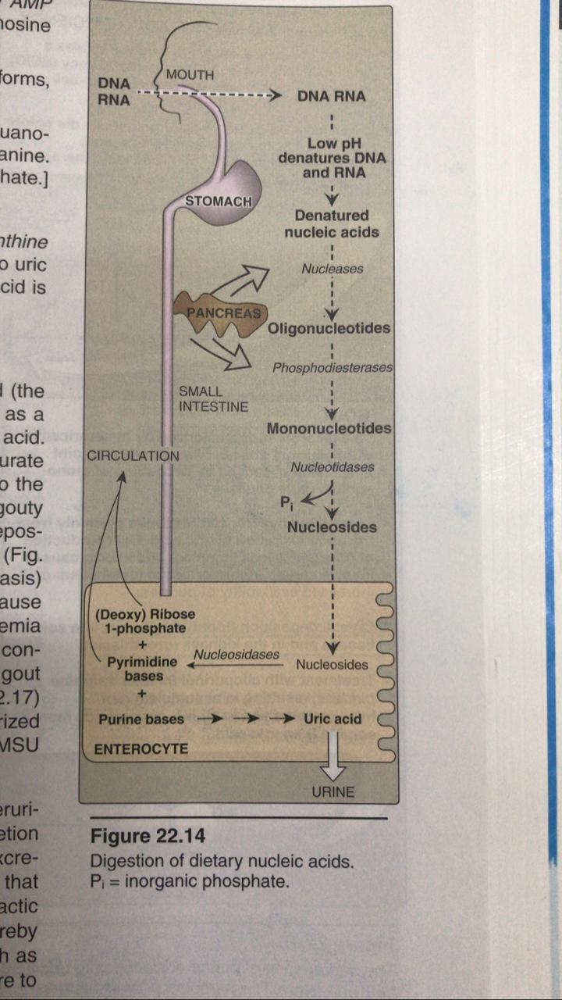 AMP
nosine
forms,
uano-
anine.
hate.]
nthine
o uric
cid is
d (the
as a
acid.
urate
o the
gouty
epos-
(Fig.
asis)
ause
emia
con-
gout
2.17)
rized
MSU
eruri-
etion
xcre-
that
actic
reby
h as
re to
MOUTH
DNA
RNA
DNA RNA
Low pH
denatures DNA
and RNA
STOMACH
Denatured
nucleic acids
Nucleases
PANCREAS
Oligonucleotides
Phosphodiesterases
SMALL
INTESTINE
Mononucleotides
CIRCULATION
Nucleotidases
Pi
Nucleosides
(Deoxy) Ribose
1-phosphate
+
Nucleosidases
Pyrimidine
bases
Nucleosides
+
Purine bases
Uric acid
ENTEROCYTE
URINE
Figure 22.14
Digestion of dietary nucleic acids.
Pi = inorganic phosphate.